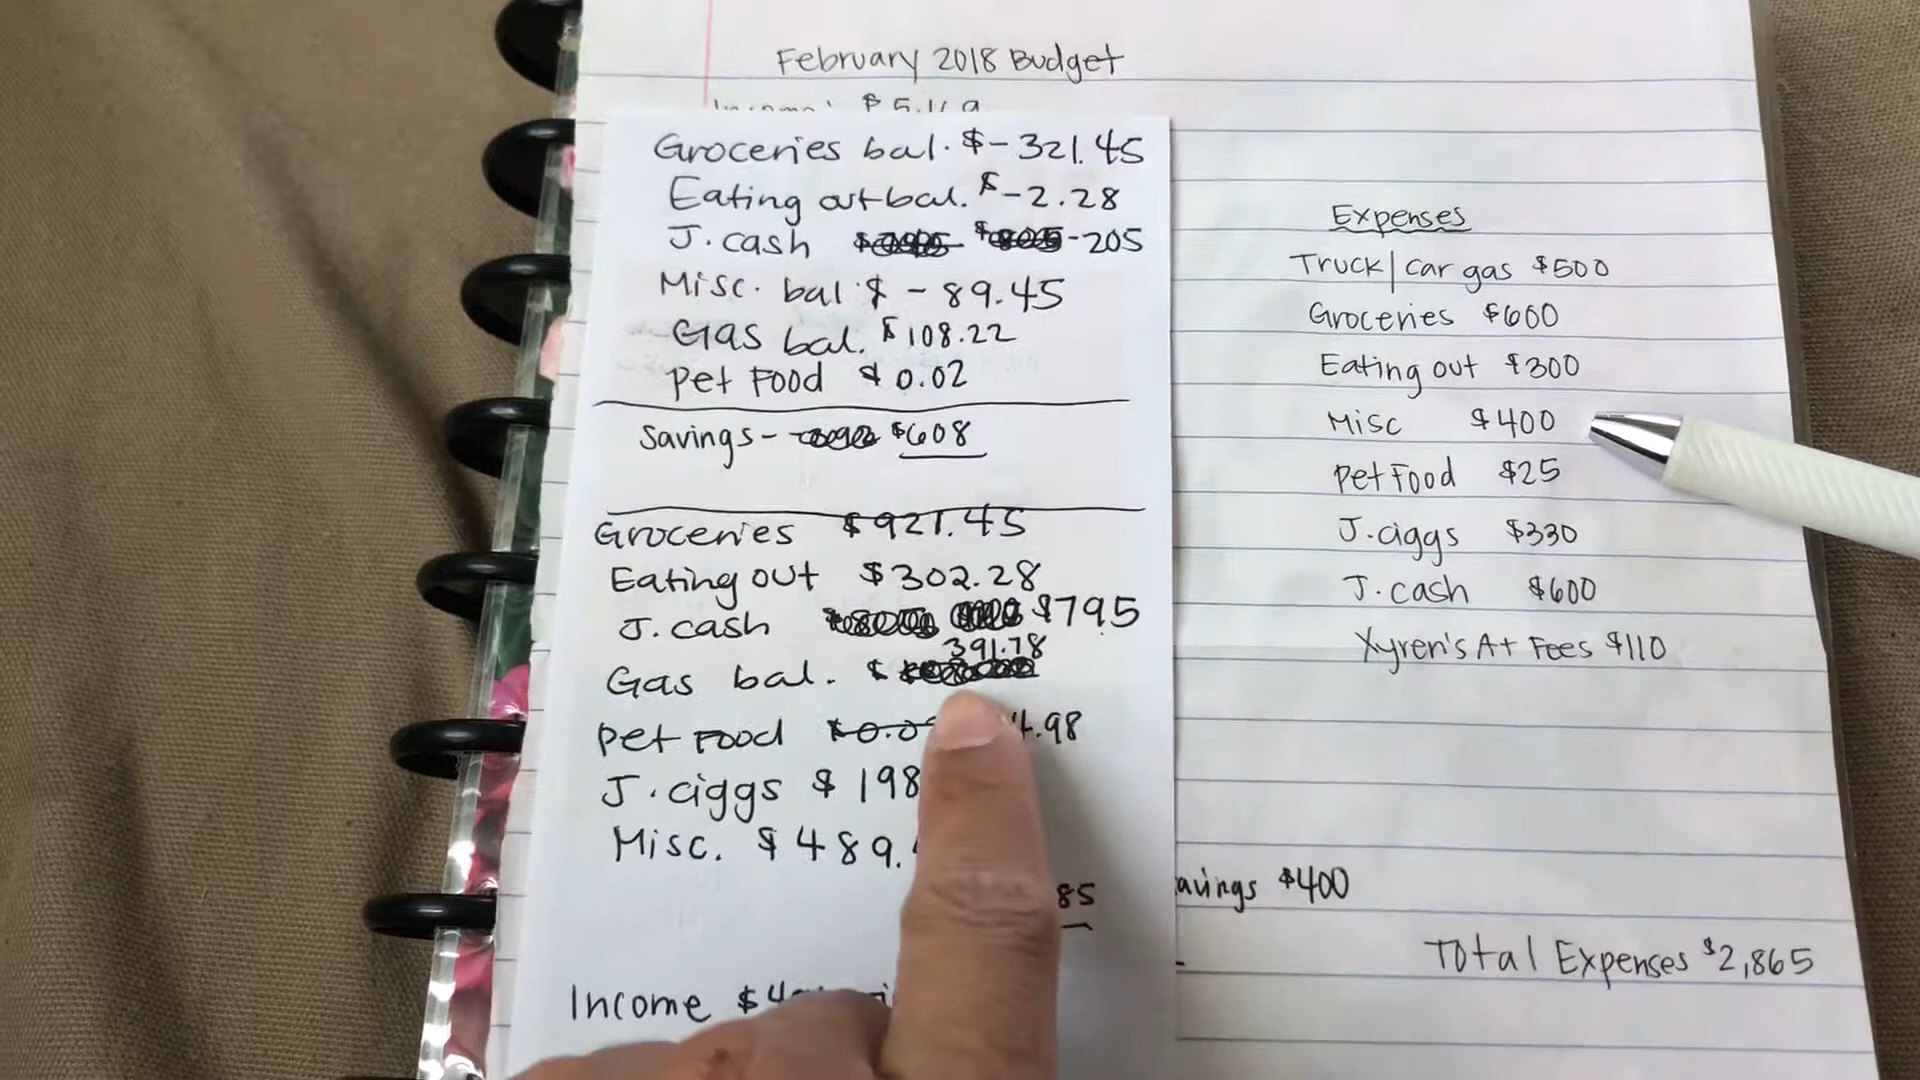 February 2018 Budget
Groceries bal. $-321.45
Eating out bal. $-2.28
J. cash -205
Misc. bal $ -89.45
Gas bal. $108.22
Pet Food $0.02
Savings- $608
Groceries $921.45
Eating out $302.28
J. cash $795
391.78
Gas bal. $
Pet Food
J. ciggs $198
Misc. $489.
Income
Expenses
Truck/car gas $500
Groceries $600
Eating out $300
Misc $400
Pet Food $25
J. ciggs $330
J. cash $600
Xyren's A+ Fees $110
$400
Total Expenses $2,865